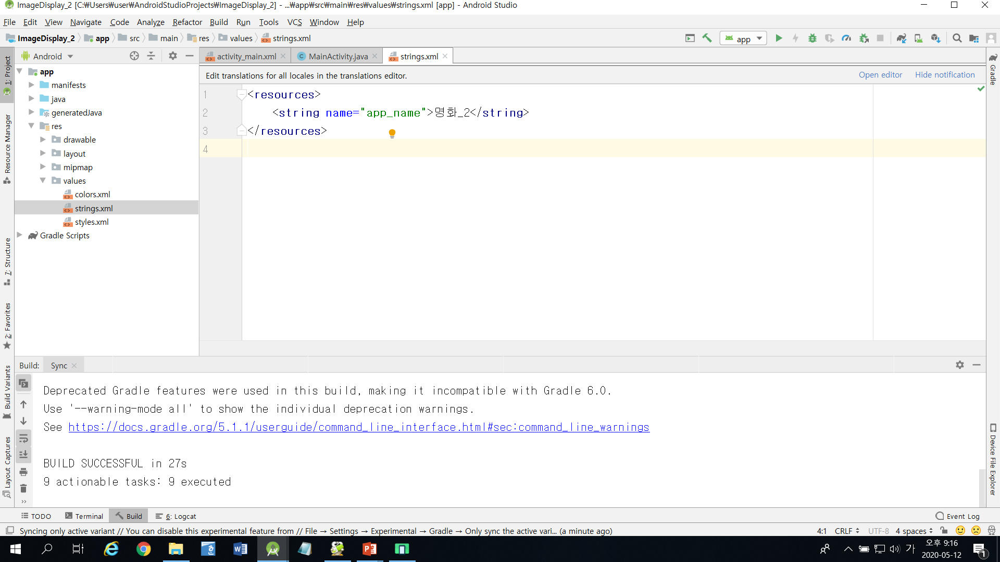 ImageDisplay_2 [C:₩Users₩user₩AndroidStudioProjects₩ImageDisplay_2] - ...₩app₩src₩main₩res₩values₩strings.xml [app] - Android Studio
File Edit View Navigate Code Analyze Refactor Build Run Tools VCS Window Help
ImageDisplay_2 app src main res values strings.xml
app
Android
activity_main.xml
MainActivity.java
strings.xml
1: Project
Resource Manager
7: Structure
2: Favorites
Build Variants
Layout Captures
app
manifests
java
generatedJava
res
drawable
layout
mipmap
values
colors.xml
strings.xml
styles.xml
Gradle Scripts
Edit translations for all locales in the translations editor.
Open editor Hide notification
1 <resources>
2 <string name="app_name">명화_2</string>
3 </resources>
4
Gradle
Device File Explorer
Build: Sync
Deprecated Gradle features were used in this build, making it incompatible with Gradle 6.0.
Use '--warning-mode all' to show the individual deprecation warnings.
See https://docs.gradle.org/5.1.1/userguide/command_line_interface.html#sec:command_line_warnings
BUILD SUCCESSFUL in 27s
9 actionable tasks: 9 executed
TODO Terminal Build 6: Logcat Event Log
Syncing only active variant // You can disable this experimental feature from // File → Settings → Experimental → Gradle → Only sync the active vari... (a minute ago)
4:1 CRLF UTF-8 4 spaces
가
오후 9:16
2020-05-12
1